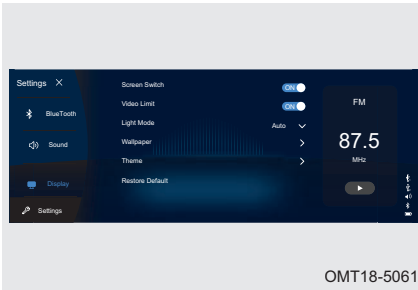 Settings ×
BlueTooth
Sound
Display
Settings
Screen Switch ON
Video Limit ON
Light Mode Auto
Wallpaper
Theme
Restore Default
FM
87.5
MHz
OMT18-5061